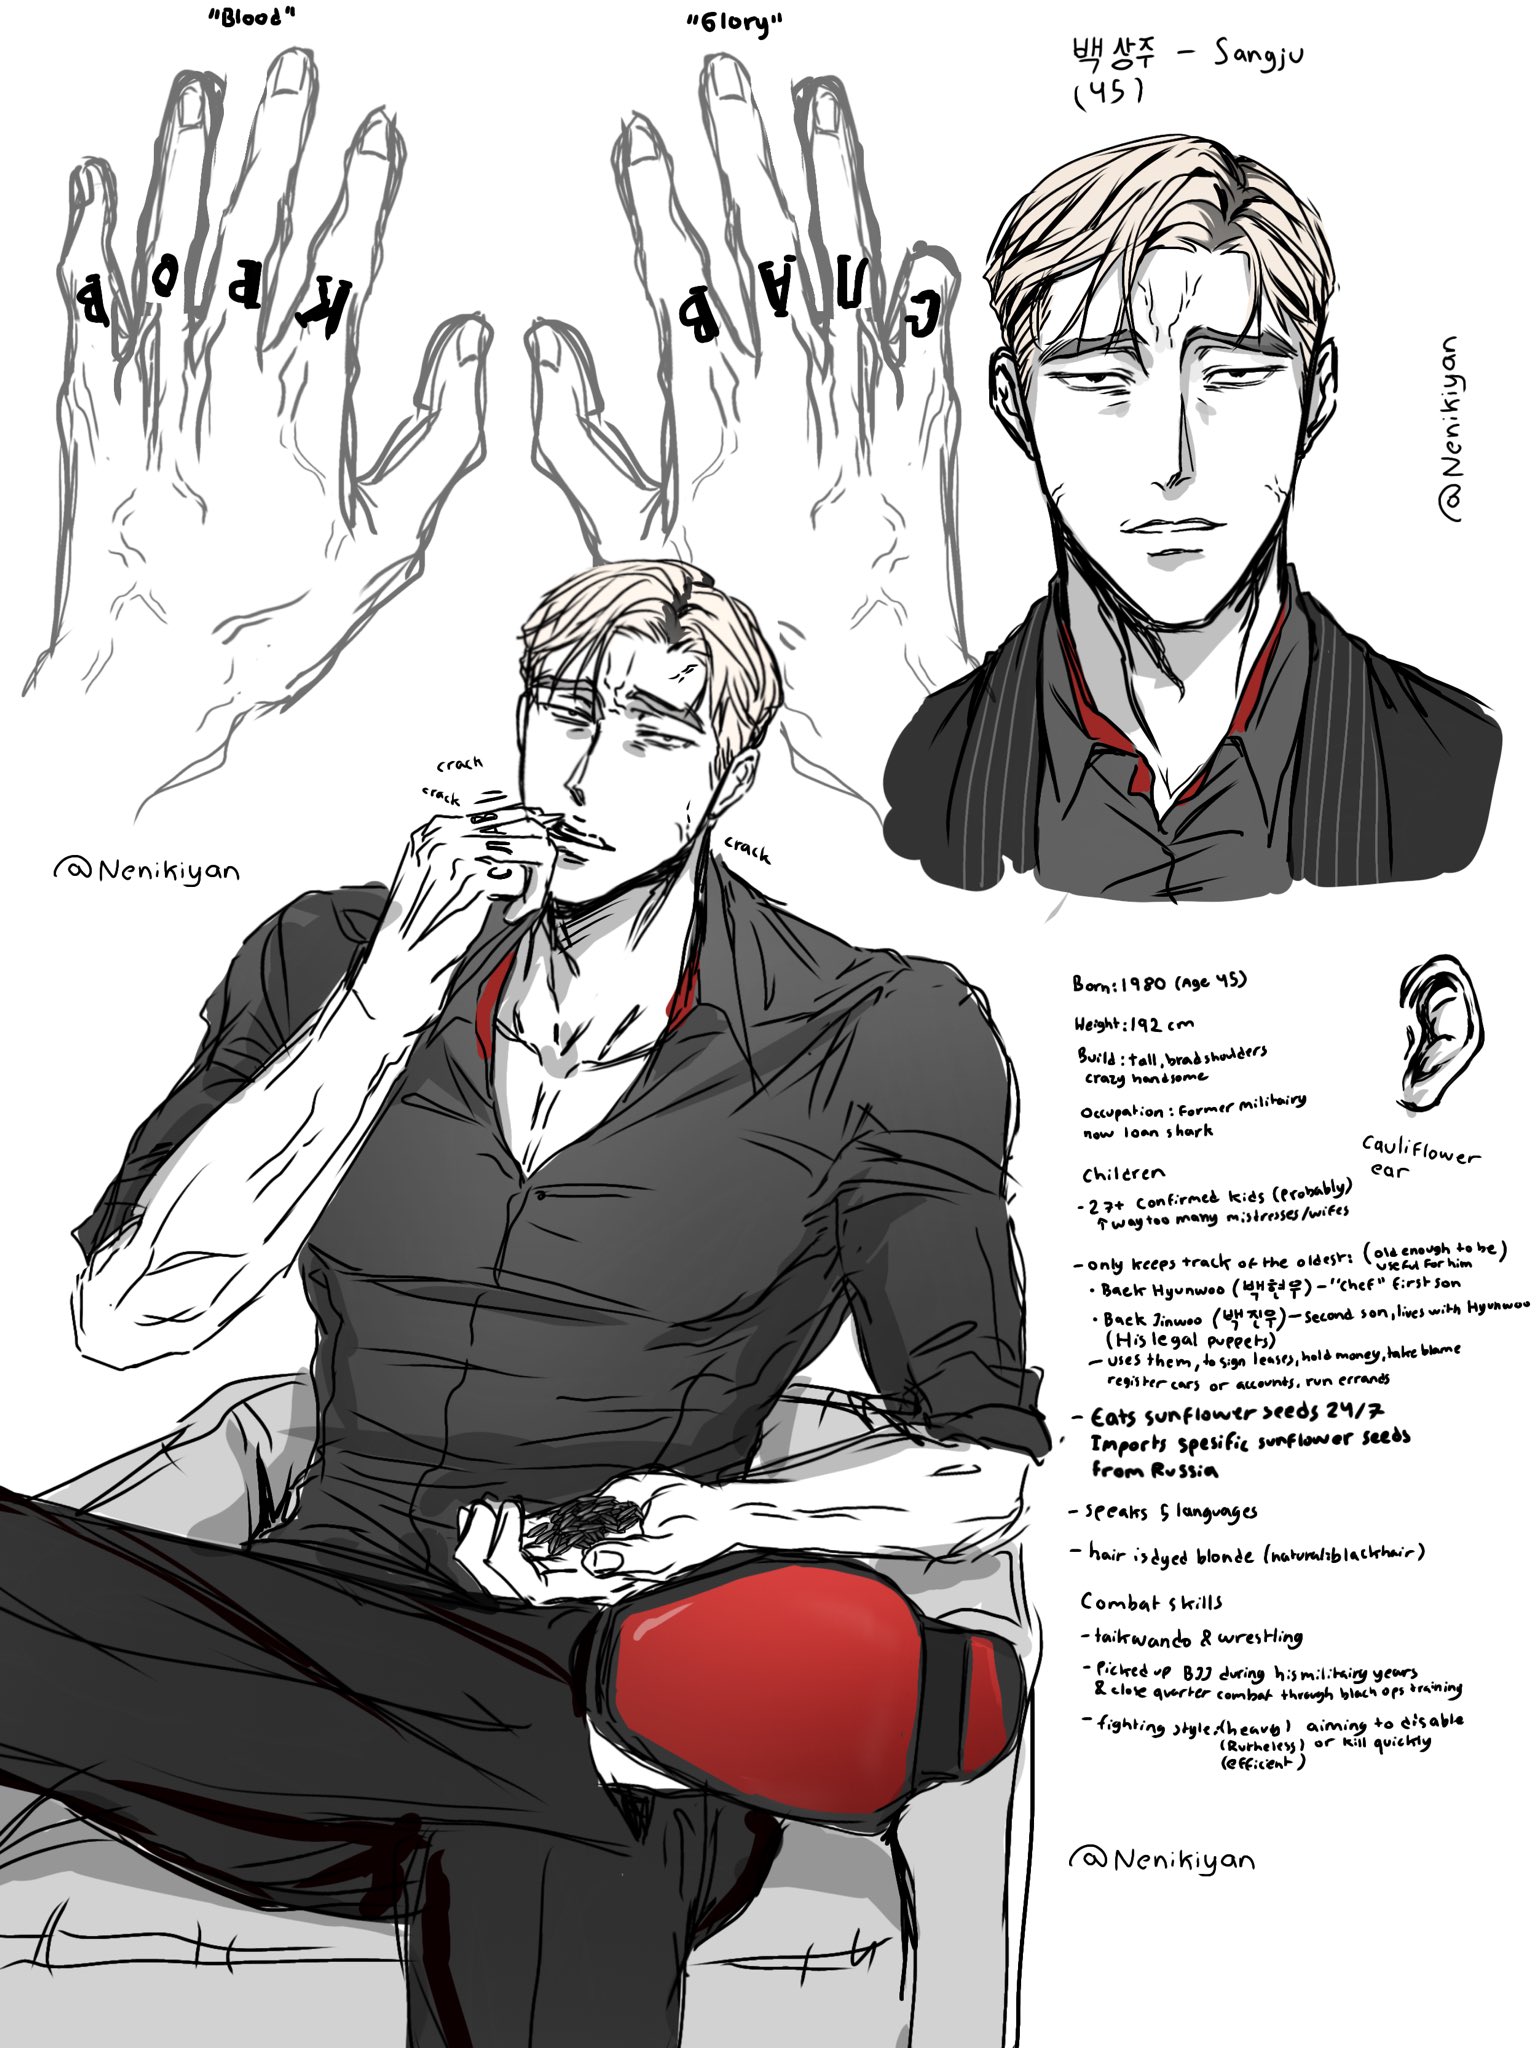 "Blood"
"Glory"
백상주 - Sangju
(45)
КРОВ
СЛАВ
@Nenikiyan
crack
crack
crack
СЛАВ
@Nenikiyan
Born: 1980 (Age 45)
Height: 192 cm
Build: tall, bradshoulders
crazy handsome
Occupation: Former militairy
now loan shark
Cauliflower
ear
Children
- 27+ confirmed kids (probably)
↑ way too many mistresses/wifes
- only keeps track of the oldest: (old enough to be useful for him)
• Baek Hyunwoo (백현우) - "Chef" first son
• Baek Jinwoo (백진우) - second son, lives with Hyunwoo
(His legal puppets)
- uses them, to sign leases, hold money, take blame
register cars or accounts. run errands
- Eats sunflower seeds 24/7
Imports spesific sunflower seeds
from Russia
- speaks 5 languages
- hair is dyed blonde (natural: black hair)
Combat skills
- taikwando & wrestling
- Picked up BJJ during his militairy years
& close quarter combat through black ops training
- fighting style: (heavy) aiming to disable
(Rutheless) or kill quickly
(efficient)
@Nenikiyan